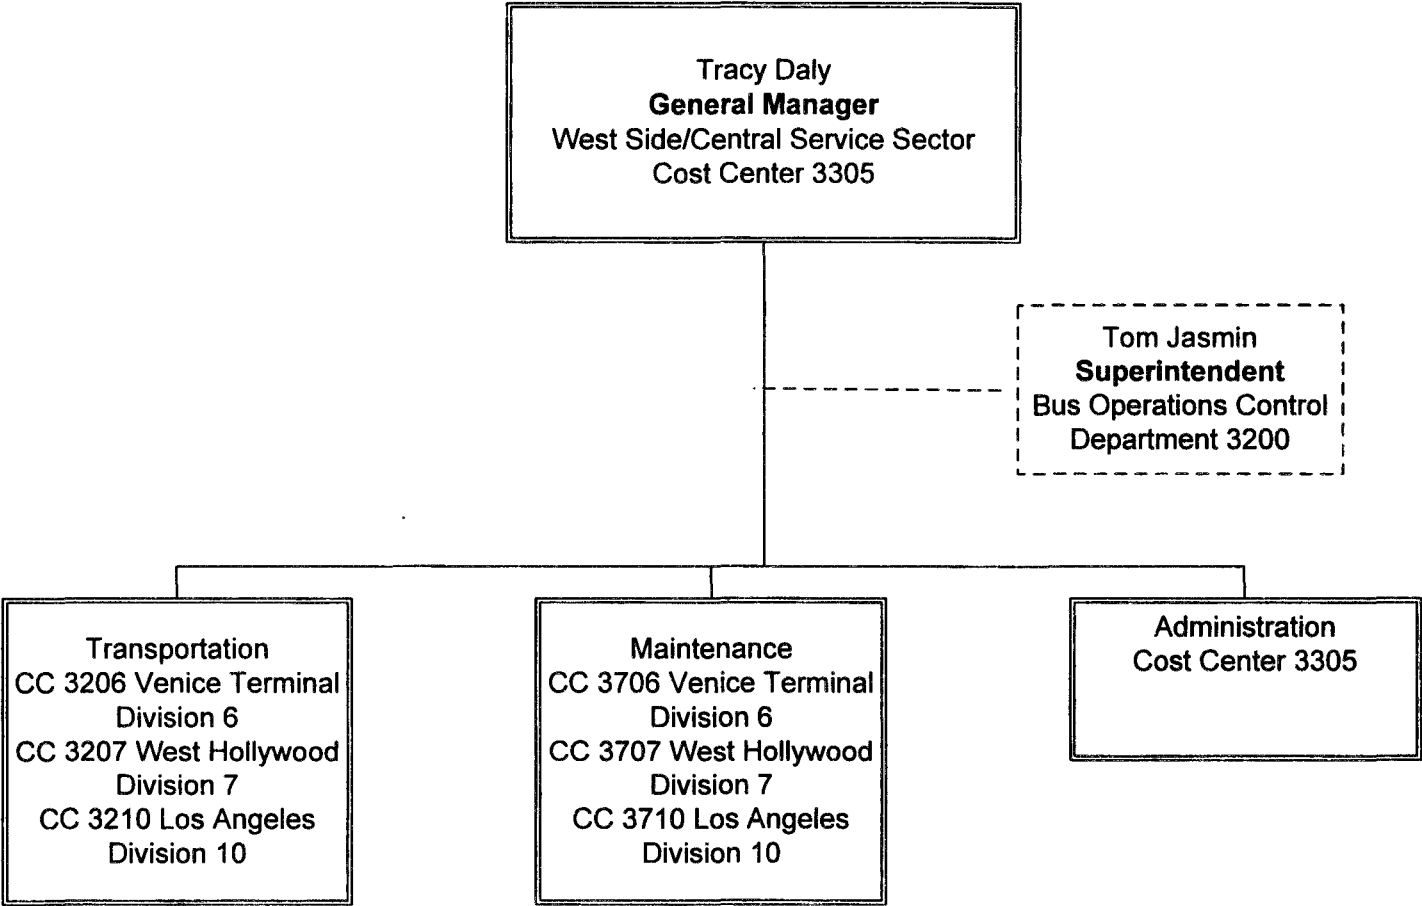 Tracy Daly
General Manager
West Side/Central Service Sector
Cost Center 3305
Tom Jasmin
Superintendent
Bus Operations Control
Department 3200
Transportation
CC 3206 Venice Terminal
Division 6
CC 3207 West Hollywood
Division 7
CC 3210 Los Angeles
Division 10
Maintenance
CC 3706 Venice Terminal
Division 6
CC 3707 West Hollywood
Division 7
CC 3710 Los Angeles
Division 10
Administration
Cost Center 3305